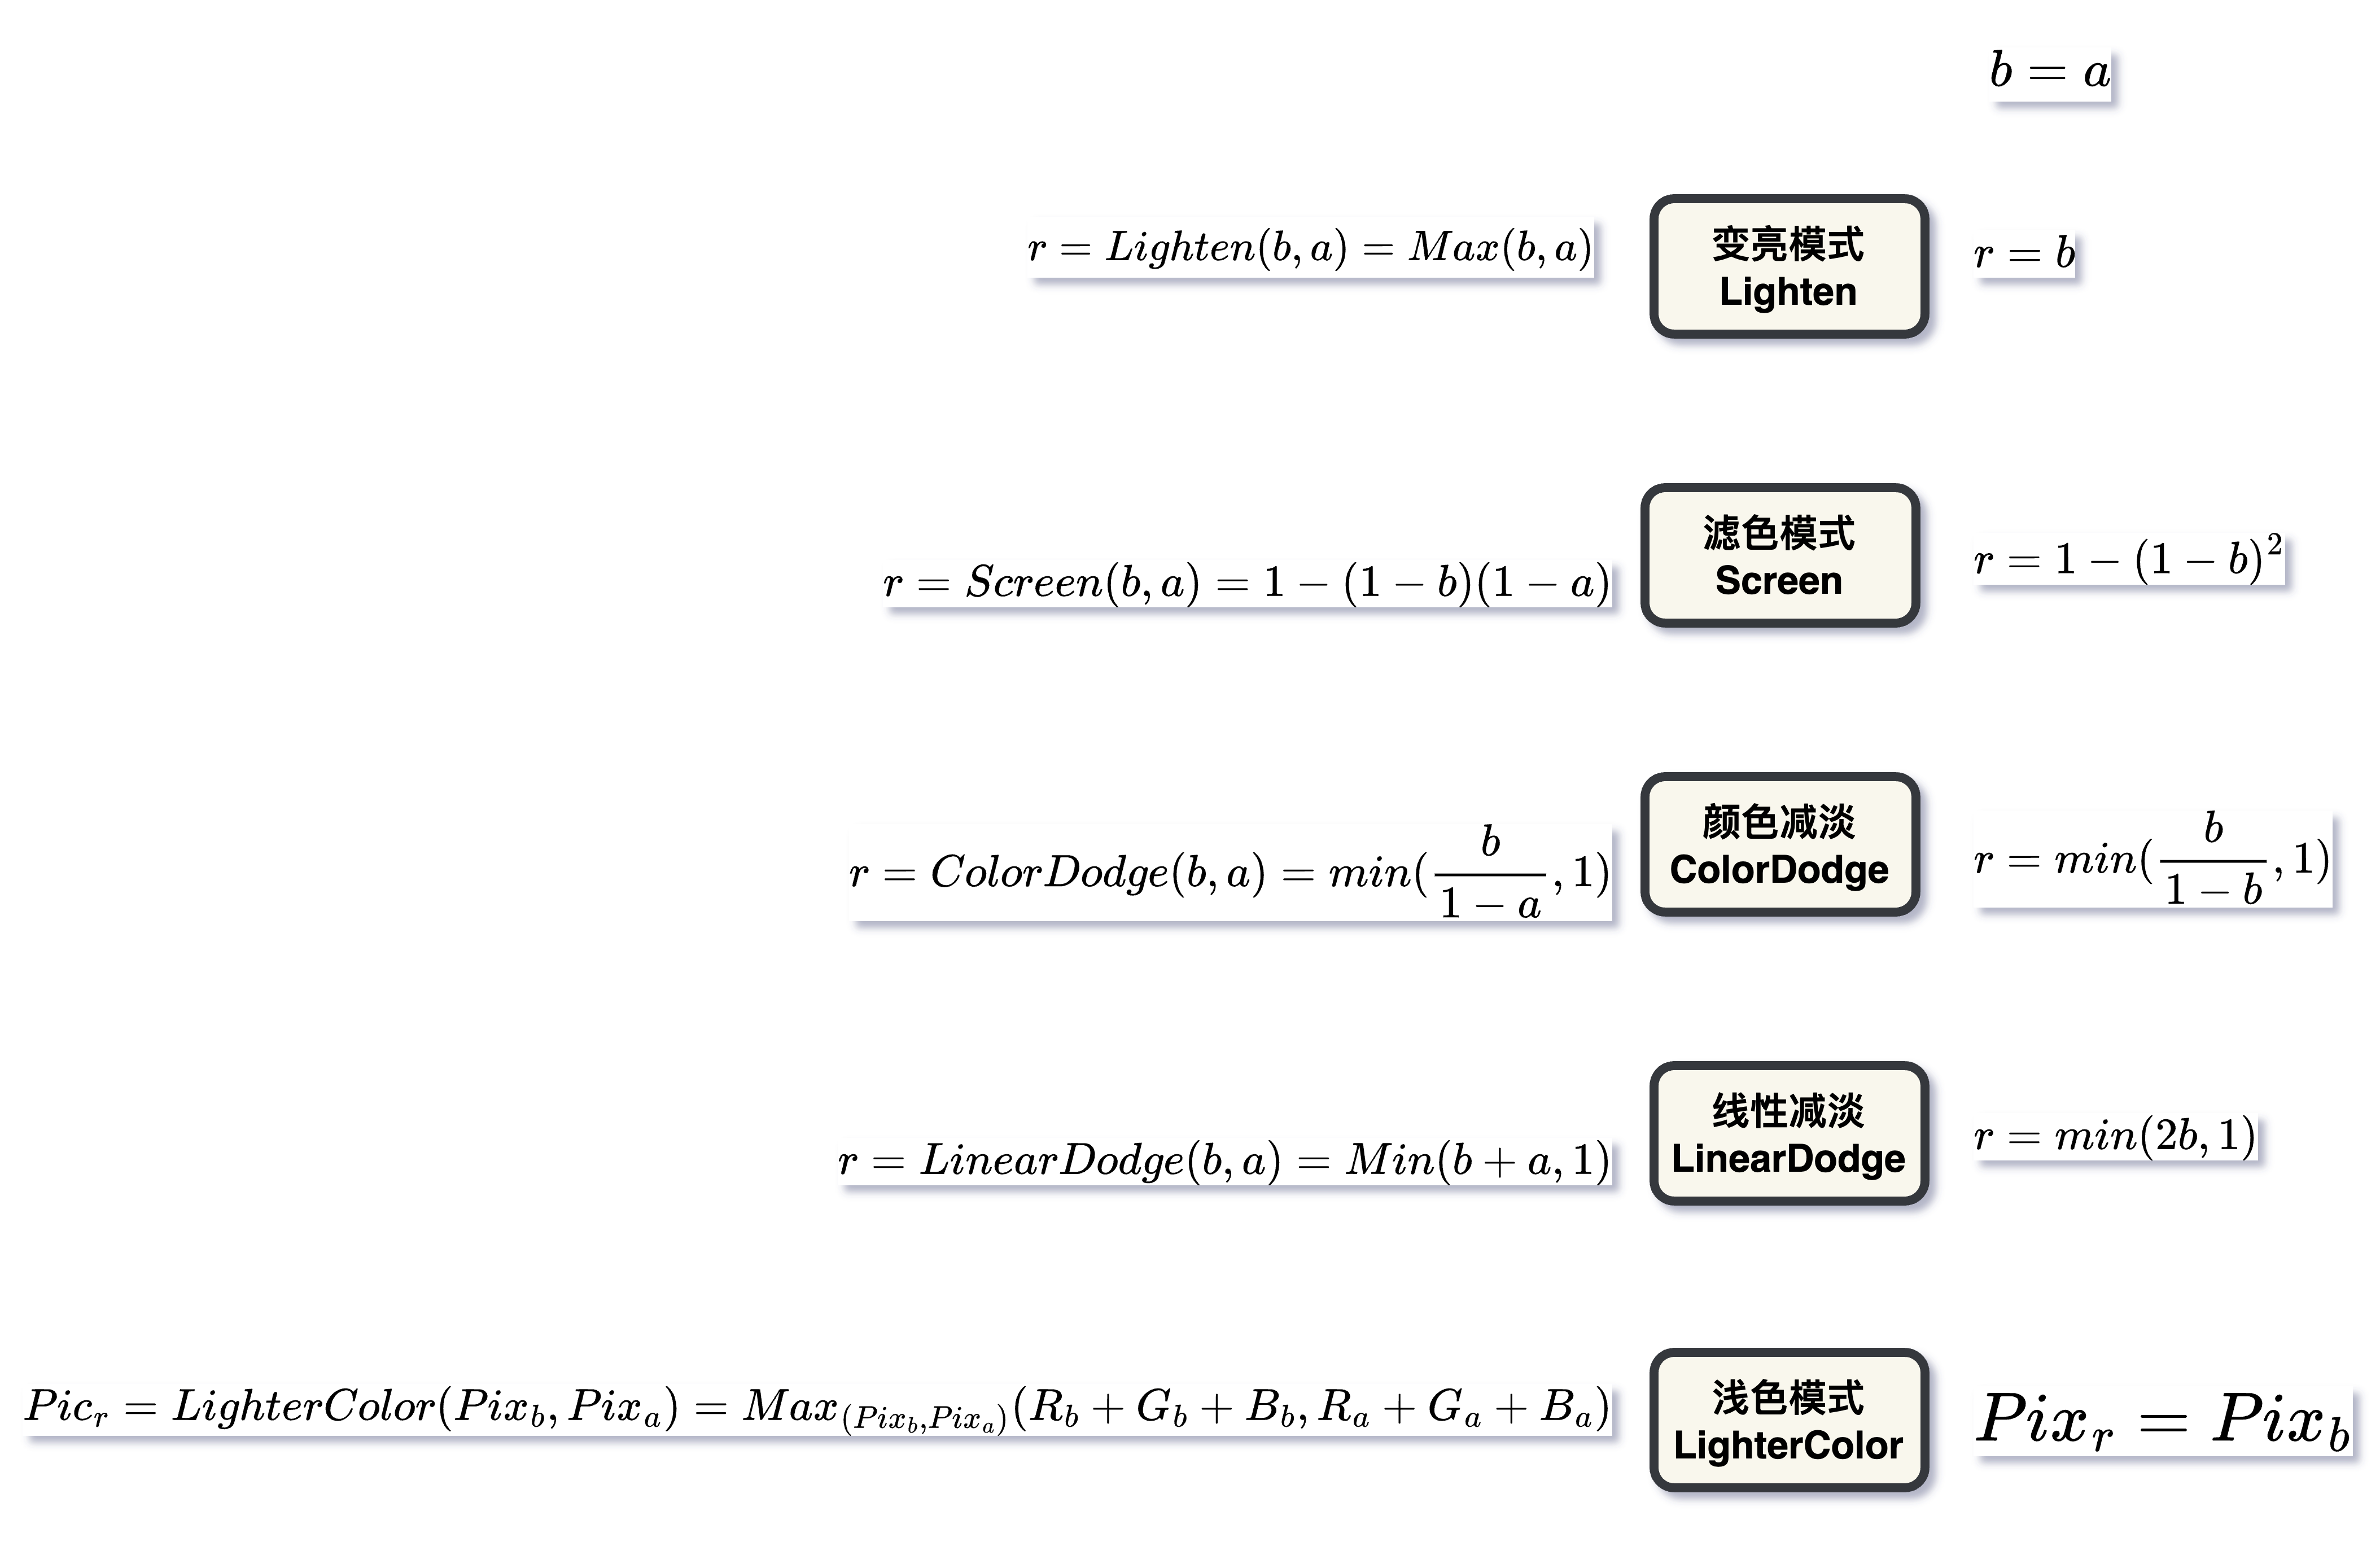 b = a
r = Lighten(b, a) = Max(b, a)
变亮模式
Lighten
r = b
r = Screen(b, a) = 1 − (1 − b)(1 − a)
滤色模式
Screen
r = 1 − (1 − b)²
r = ColorDodge(b, a) = min(b/(1 − a), 1)
颜色减淡
ColorDodge
r = min(b/(1 − b), 1)
r = LinearDodge(b, a) = Min(b + a, 1)
线性减淡
LinearDodge
r = min(2b, 1)
Pic_r = LighterColor(Pix_b, Pix_a) = Max_(Pix_b, Pix_a)(R_b + G_b + B_b, R_a + G_a + B_a)
浅色模式
LighterColor
Pix_r = Pix_b